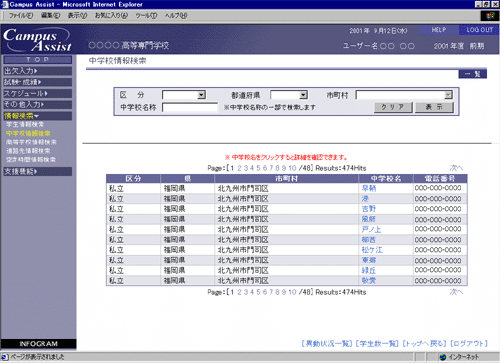 Campus Assist - Microsoft Internet Explorer
ファイル(F) 編集(E) 表示(V) お気に入り(A) ツール(T) ヘルプ(H)
Campus Assist
2001年 9月12日(水) HELP LOG OUT
〇〇〇〇高等専門学校 ユーザー名〇〇 〇〇 2001年度 前期
TOP
出欠入力
試験・成績
スケジュール
その他入力
情報検索
学生情報検索
中学校情報検索
高等学校情報検索
進路先情報検索
空き時間情報検索
支援機能
中学校情報検索
一覧
区分 都道府県 市町村
中学校名称 ※中学校名称の一部で検索します クリア 表示
※ 中学校名をクリックすると詳細を確認できます。
Page:[1 2 3 4 5 6 7 8 9 10 /48] Results:474Hits 次へ
区分 県 市町村 中学校名 電話番号
私立 福岡県 北九州市門司区 早鞆 000-000-0000
私立 福岡県 北九州市門司区 港 000-000-0000
私立 福岡県 北九州市門司区 吉野 000-000-0000
私立 福岡県 北九州市門司区 風師 000-000-0000
私立 福岡県 北九州市門司区 戸ノ上 000-000-0000
私立 福岡県 北九州市門司区 柳西 000-000-0000
私立 福岡県 北九州市門司区 松ケ江 000-000-0000
私立 福岡県 北九州市門司区 東郷 000-000-0000
私立 福岡県 北九州市門司区 緑丘 000-000-0000
私立 福岡県 北九州市門司区 敬愛 000-000-0000
Page:[1 2 3 4 5 6 7 8 9 10 /48] Results:474Hits 次へ
INFOGRAM
[異動状況一覧] [学生数一覧] [トップへ戻る] [ログアウト]
ページが表示されました インターネット